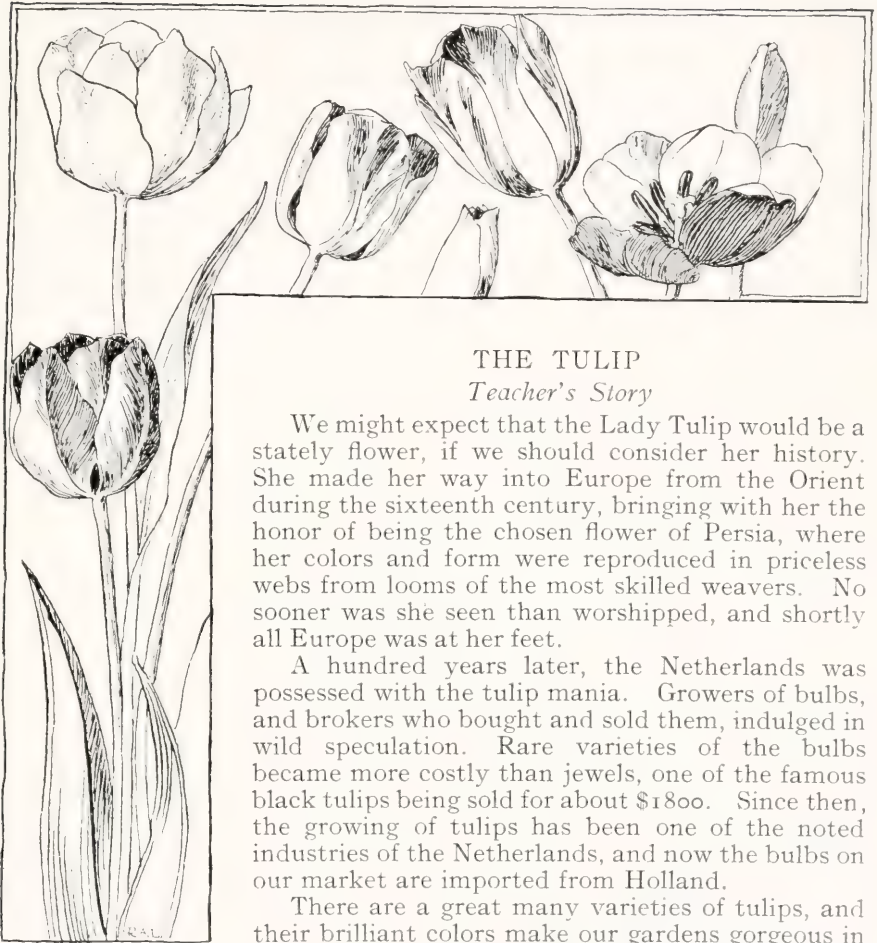 THE TULIP
Teacher's Story
We might expect that the Lady Tulip would be a
stately flower, if we should consider her history.
She made her way into Europe from the Orient
during the sixteenth century, bringing with her the
honor of being the chosen flower of Persia, where
her colors and form were reproduced in priceless
webs from looms of the most skilled weavers. No
sooner was she seen than worshipped, and shortly
all Europe was at her feet.
A hundred years later, the Netherlands was
possessed with the tulip mania. Growers of bulbs,
and brokers who bought and sold them, indulged in
wild speculation. Rare varieties of the bulbs
became more costly than jewels, one of the famous
black tulips being sold for about $1800. Since then,
the growing of tulips has been one of the noted
industries of the Netherlands, and now the bulbs on
our market are imported from Holland.
There are a great many varieties of tulips, and
their brilliant colors make our gardens gorgeous in